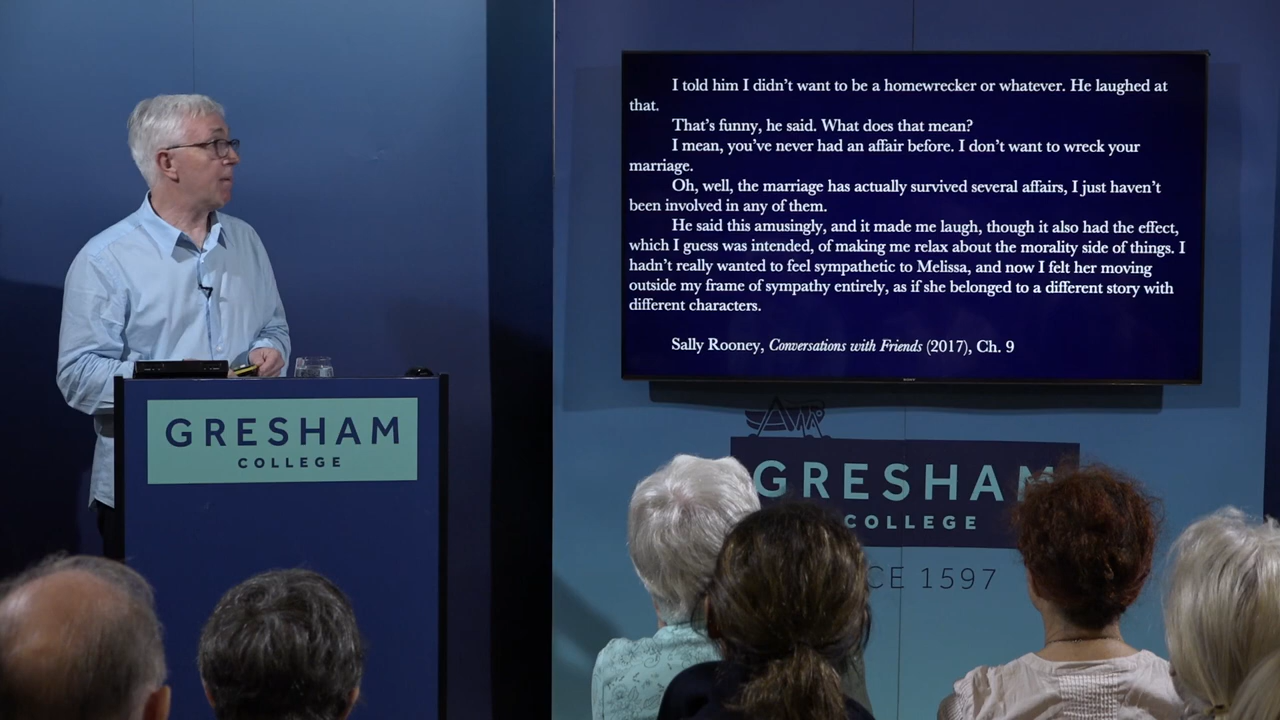 I told him I didn't want to be a homewrecker or whatever. He laughed at
that.
That's funny, he said. What does that mean?
I mean, you've never had an affair before. I don't want to wreck your
marriage.
Oh, well, the marriage has actually survived several affairs, I just haven't
been involved in any of them.
He said this amusingly, and it made me laugh, though it also had the effect,
which I guess was intended, of making me relax about the morality side of things. I
hadn't really wanted to feel sympathetic to Melissa, and now I felt her moving
outside my frame of sympathy entirely, as if she belonged to a different story with
different characters.
Sally Rooney, Conversations with Friends (2017), Ch. 9
SONY
GRESHAM
COLLEGE
GRESHAM
COLLEGE
CE 1597